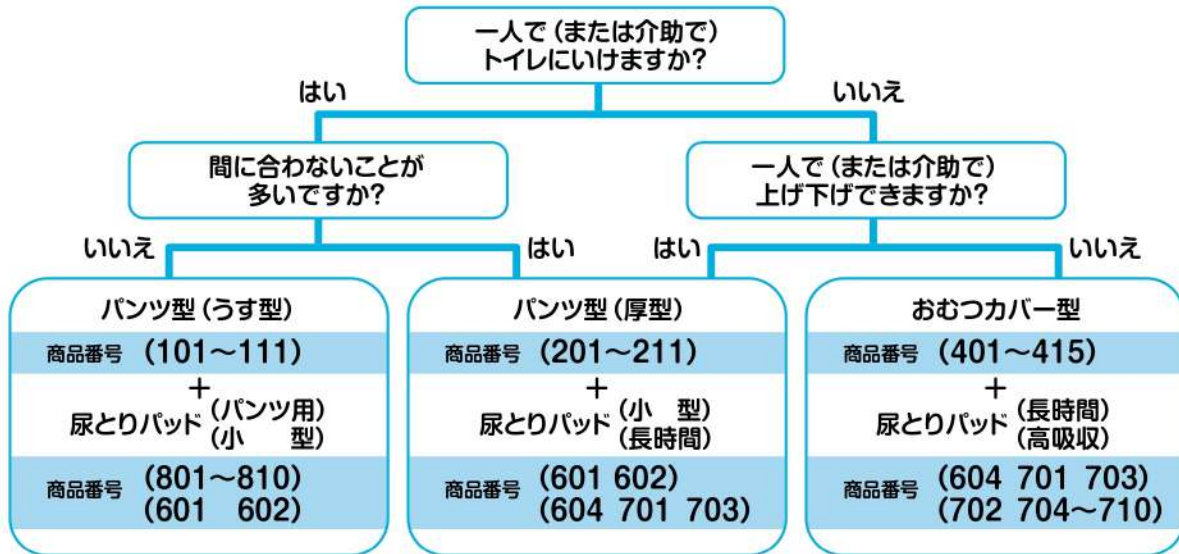 一人で（または介助で）
トイレにいけますか？
はい
いいえ
間に合わないことが
多いですか？
一人で（または介助で）
上げ下げできますか？
いいえ
はい
はい
いいえ
パンツ型（うす型）
商品番号（101～111）
＋
尿とりパッド（パンツ用）
（小　型）
商品番号（801～810）
（601 602）
パンツ型（厚型）
商品番号（201～211）
＋
尿とりパッド（小　型）
（長時間）
商品番号（601 602）
（604 701 703）
おむつカバー型
商品番号（401～415）
＋
尿とりパッド（長時間）
（高吸収）
商品番号（604 701 703）
（702 704～710）